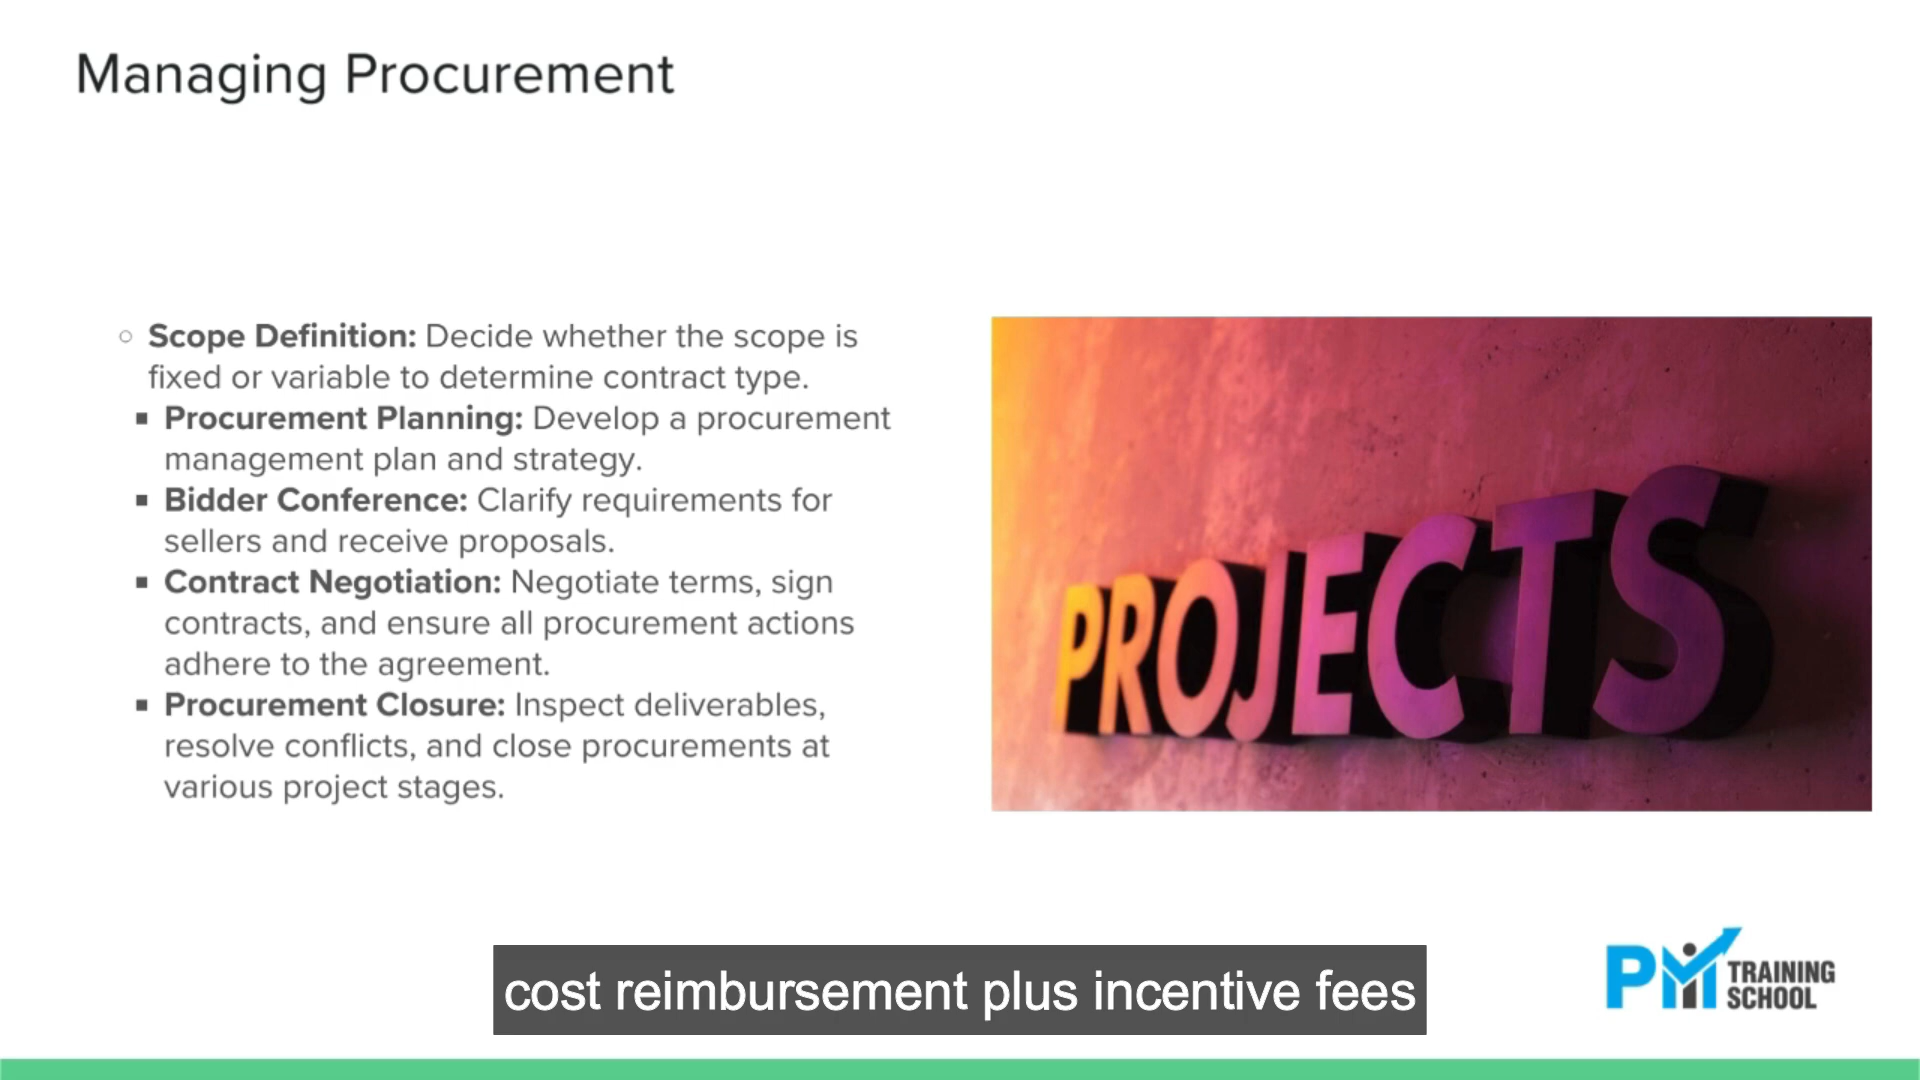 Managing Procurement
○ Scope Definition: Decide whether the scope is
fixed or variable to determine contract type.
▪ Procurement Planning: Develop a procurement
management plan and strategy.
▪ Bidder Conference: Clarify requirements for
sellers and receive proposals.
▪ Contract Negotiation: Negotiate terms, sign
contracts, and ensure all procurement actions
adhere to the agreement.
▪ Procurement Closure: Inspect deliverables,
resolve conflicts, and close procurements at
various project stages.
PROJECTS
cost reimbursement plus incentive fees
PM TRAINING
SCHOOL